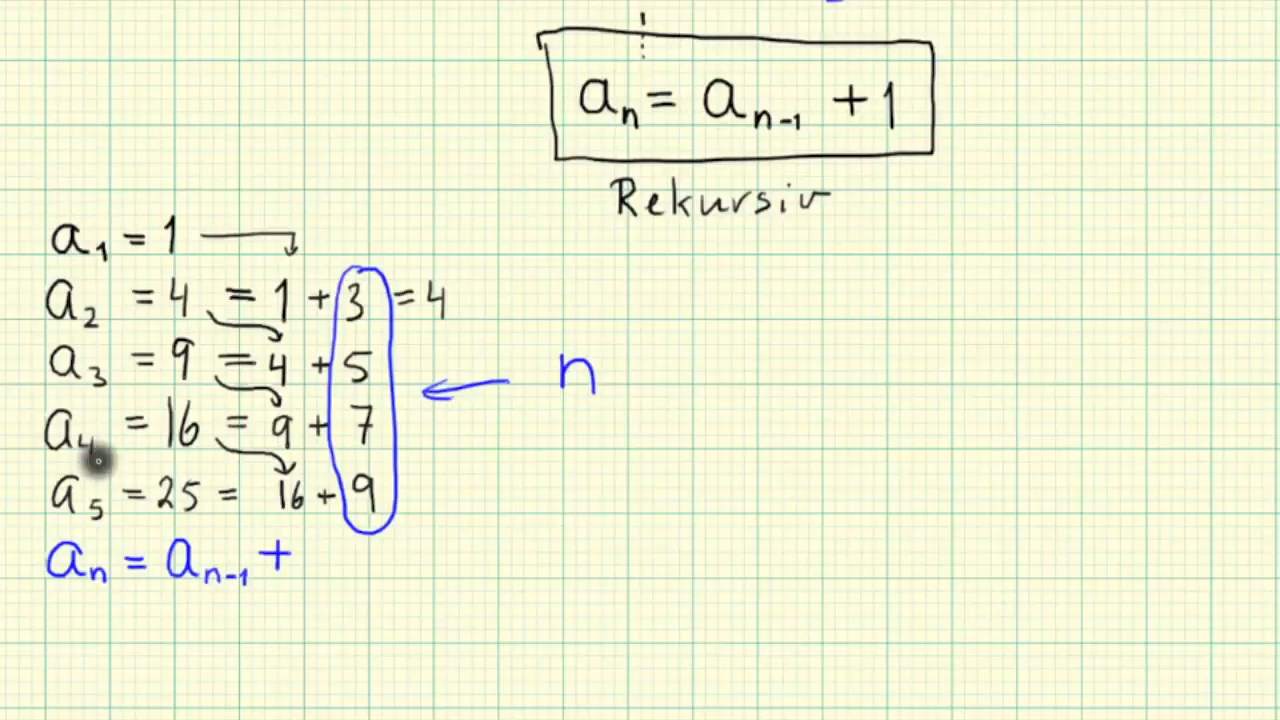 aₙ = aₙ₋₁ + 1
Rekursiv
a₁ = 1
a₂ = 4 = 1 + 3 = 4
a₃ = 9 = 4 + 5
n
a₄ = 16 = 9 + 7
a₅ = 25 = 16 + 9
aₙ = aₙ₋₁ +